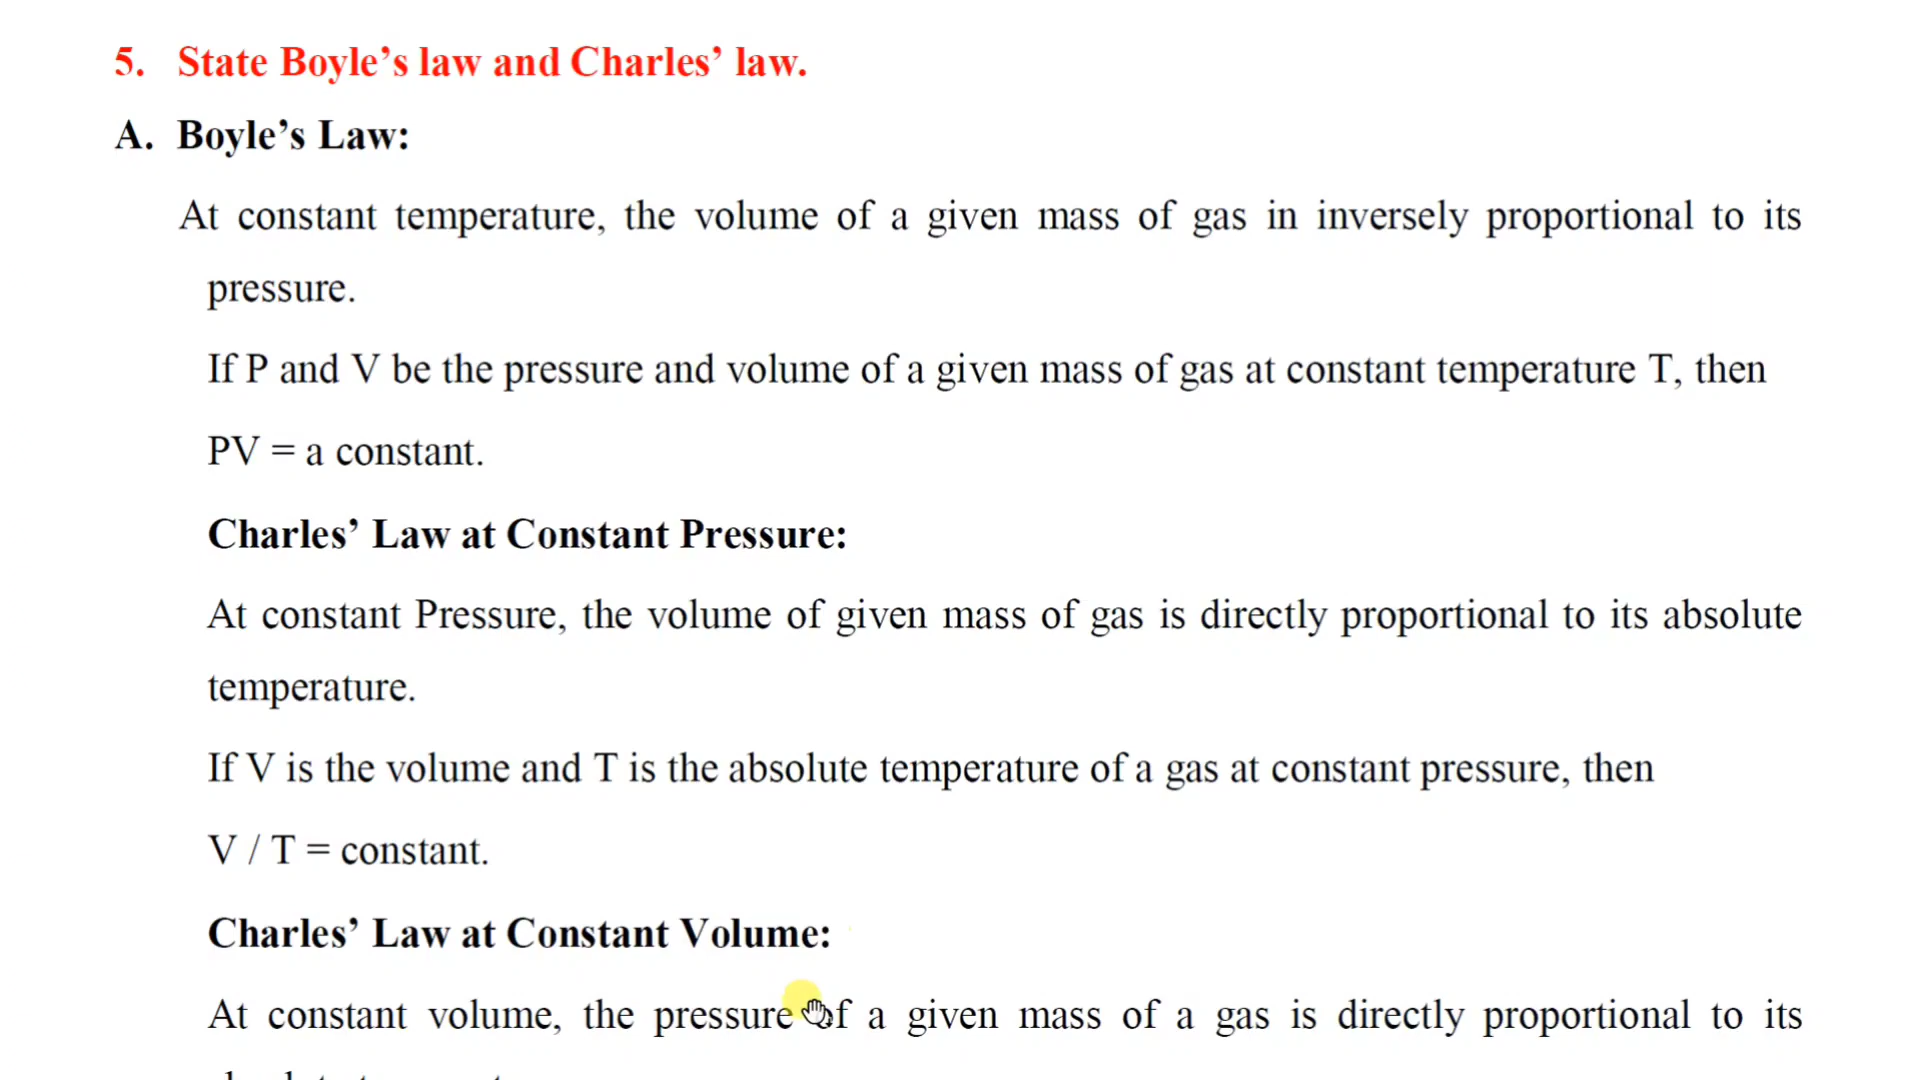 5. State Boyle’s law and Charles’ law.
A. Boyle’s Law:
At constant temperature, the volume of a given mass of gas in inversely proportional to its
pressure.
If P and V be the pressure and volume of a given mass of gas at constant temperature T, then
PV = a constant.
Charles’ Law at Constant Pressure:
At constant Pressure, the volume of given mass of gas is directly proportional to its absolute
temperature.
If V is the volume and T is the absolute temperature of a gas at constant pressure, then
V / T = constant.
Charles’ Law at Constant Volume:
At constant volume, the pressure of a given mass of a gas is directly proportional to its